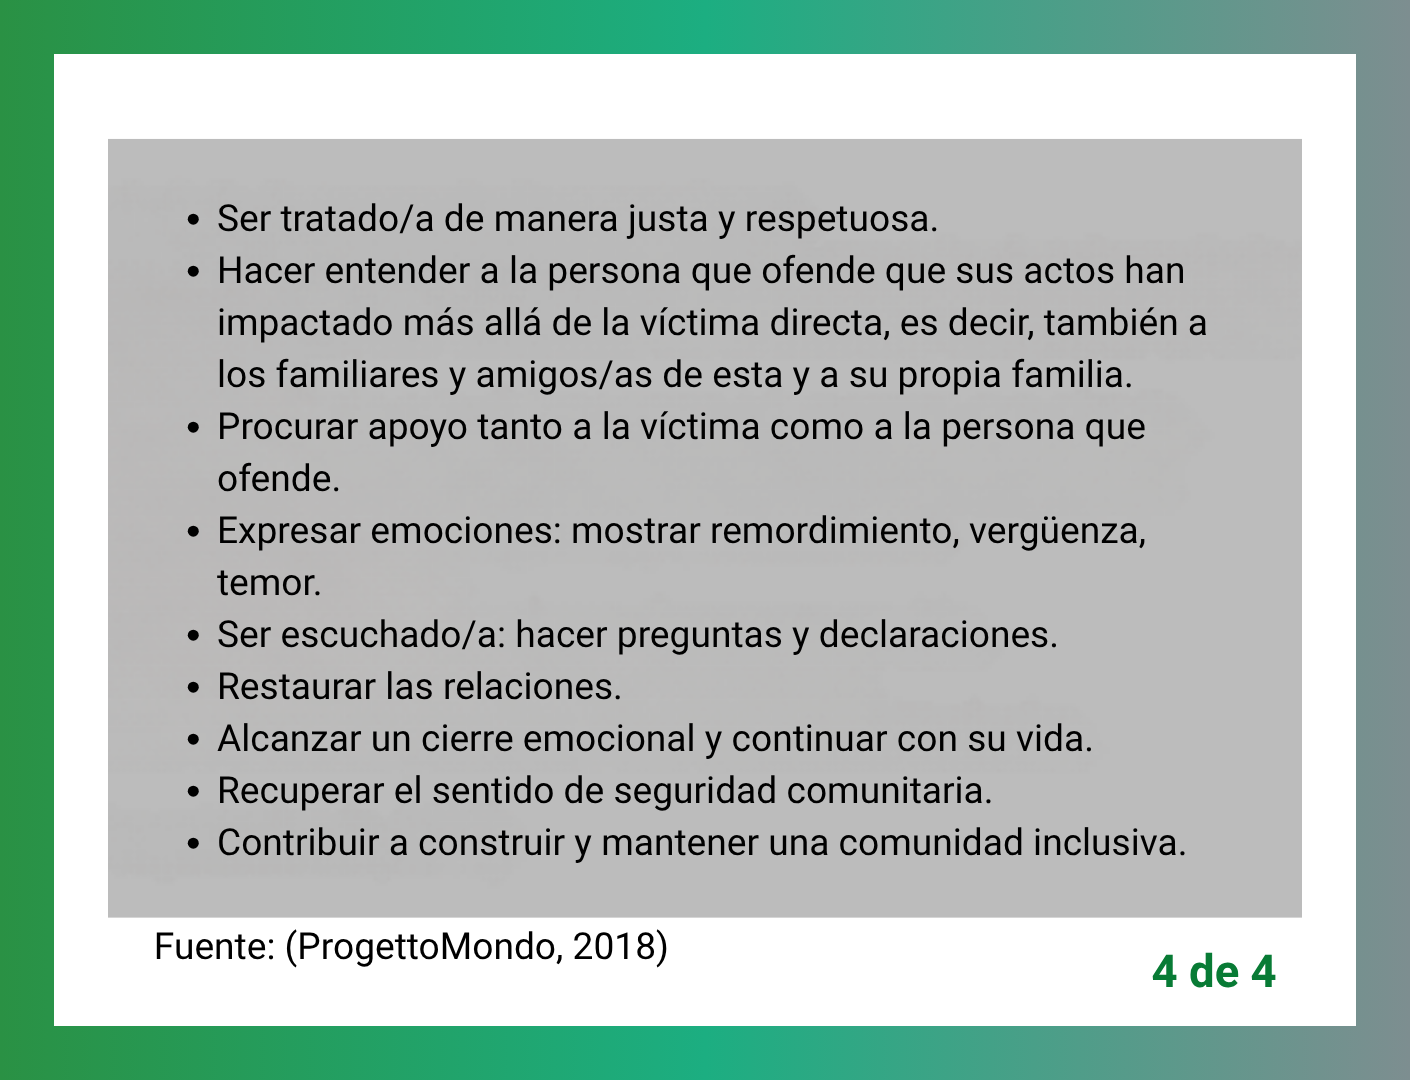 • Ser tratado/a de manera justa y respetuosa.
• Hacer entender a la persona que ofende que sus actos han
impactado más allá de la víctima directa, es decir, también a
los familiares y amigos/as de esta y a su propia familia.
• Procurar apoyo tanto a la víctima como a la persona que
ofende.
• Expresar emociones: mostrar remordimiento, vergüenza,
temor.
• Ser escuchado/a: hacer preguntas y declaraciones.
• Restaurar las relaciones.
• Alcanzar un cierre emocional y continuar con su vida.
• Recuperar el sentido de seguridad comunitaria.
• Contribuir a construir y mantener una comunidad inclusiva.
Fuente: (ProgettoMondo, 2018)
4 de 4